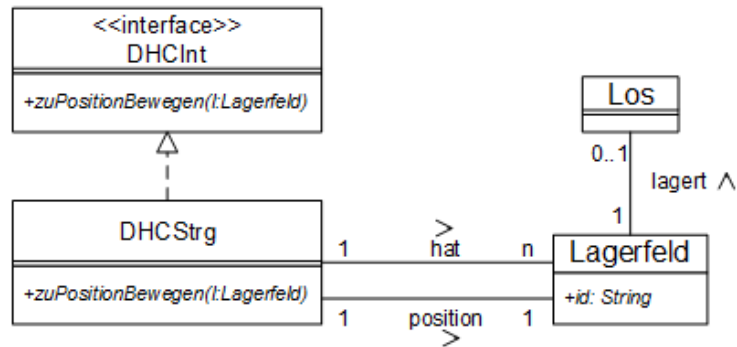 <<interface>>
DHCInt
+zuPositionBewegen(l:Lagerfeld)
Los
0..1
lagert ∧
1
DHCStrg
+zuPositionBewegen(l:Lagerfeld)
>
1 hat n
Lagerfeld
+id: String
1 position 1
>